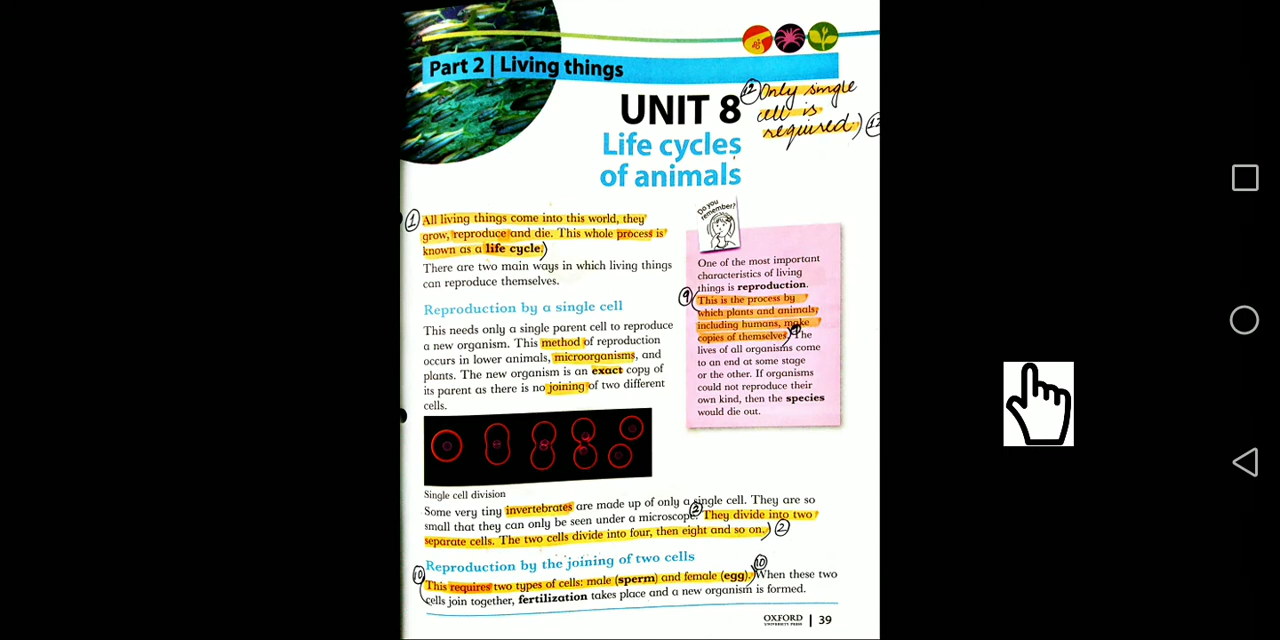 Part 2 | Living things
UNIT 8
Life cycles
of animals
12 Only single
cell is
required.) 12
1 All living things come into this world, they
grow, reproduce and die. This whole process is
known as a life cycle.)
There are two main ways in which living things
can reproduce themselves.
Reproduction by a single cell
This needs only a single parent cell to reproduce
a new organism. This method of reproduction
occurs in lower animals, microorganisms, and
plants. The new organism is an exact copy of
its parent as there is no joining of two different
cells.
Do you
remember?
One of the most important
characteristics of living
things is reproduction.
9 (This is the process by
which plants and animals,
including humans, make
copies of themselves.) 9 The
lives of all organisms come
to an end at some stage
or the other. If organisms
could not reproduce their
own kind, then the species
would die out.
Single cell division
Some very tiny invertebrates are made up of only a single cell. They are so
small that they can only be seen under a microscope. 2 They divide into two
separate cells. The two cells divide into four, then eight and so on.) 2
Reproduction by the joining of two cells
10 (This requires two types of cells: male (sperm) and female (egg).) 10 When these two
cells join together, fertilization takes place and a new organism is formed.
OXFORD
UNIVERSITY PRESS
| 39